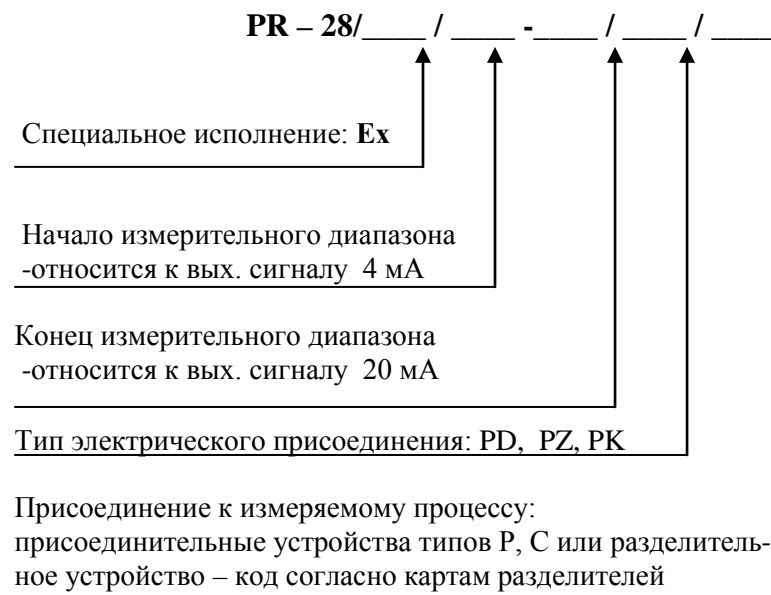 PR – 28/____ / ____ -____ / ____ / ____
Специальное исполнение: Ex
Начало измерительного диапазона
-относится к вых. сигналу 4 мА
Конец измерительного диапазона
-относится к вых. сигналу 20 мА
Тип электрического присоединения: PD, PZ, PK
Присоединение к измеряемому процессу:
присоединительные устройства типов P, C или разделитель-
ное устройство – код согласно картам разделителей